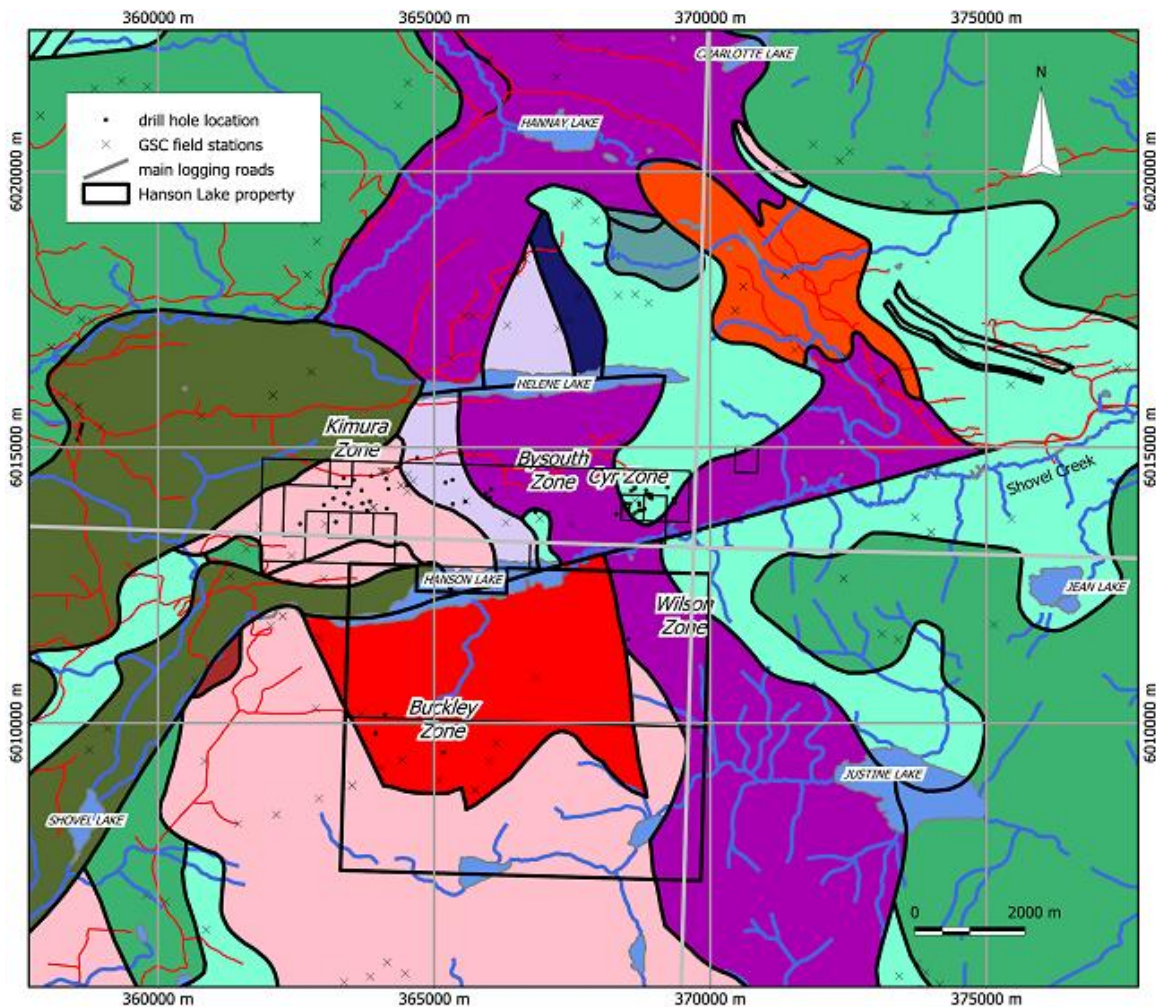 360000 m
365000 m
370000 m
375000 m
CHARLOTTE LAKE
N
drill hole location
GSC field stations
main logging roads
Hanson Lake property
HANNAY LAKE
6020000 m
6020000 m
HELENE LAKE
Kimura
Zone
Bysouth
Zone
Cyr Zone
6015000 m
6015000 m
Shovel Creek
HANSON LAKE
JEAN LAKE
Wilson
Zone
Buckley
Zone
6010000 m
6010000 m
JUSTINE LAKE
SHOVEL LAKE
0
2000 m
360000 m
365000 m
370000 m
375000 m